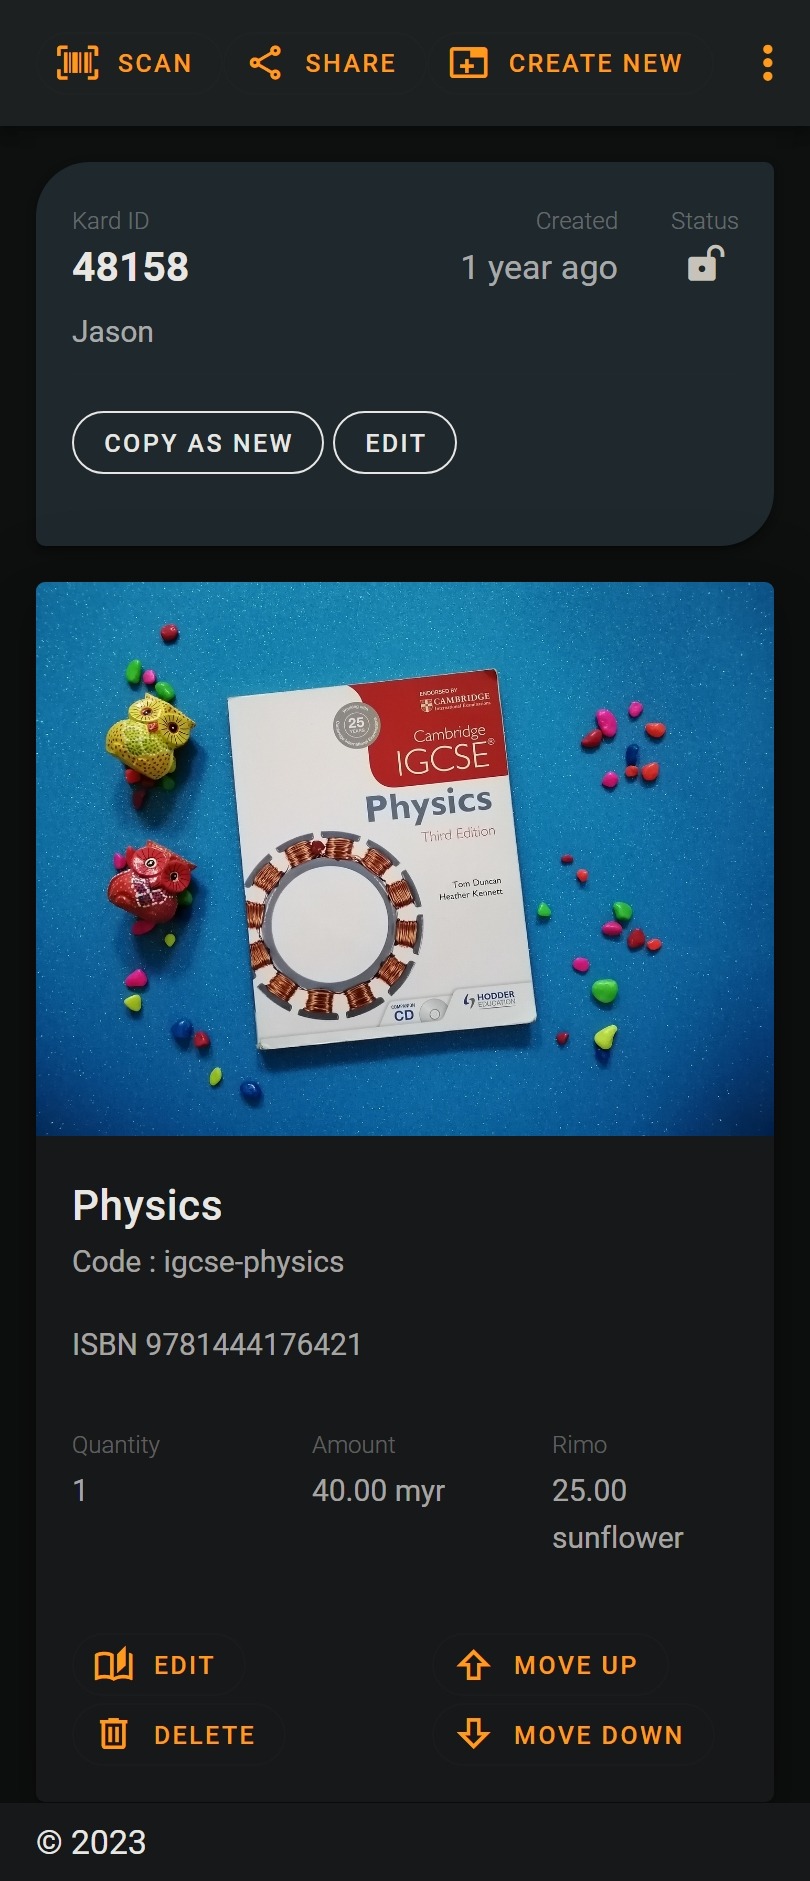 SCAN SHARE CREATE NEW
Kard ID Created Status
48158 1 year ago
Jason
COPY AS NEW EDIT
ENDORSED BY
CAMBRIDGE
International Examinations
25
YEARS
Cambridge
IGCSE®
Physics
Third Edition
Tom Duncan
Heather Kennett
COMPANION
CD
HODDER
EDUCATION
Physics
Code : igcse-physics
ISBN 9781444176421
Quantity Amount Rimo
1 40.00 myr 25.00
sunflower
EDIT MOVE UP
DELETE MOVE DOWN
© 2023